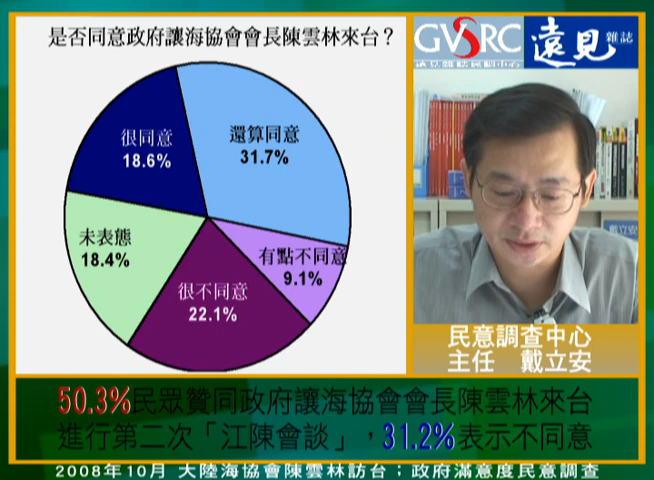 是否同意政府讓海協會會長陳雲林來台？
GVSRC 遠見 雜誌
很同意
18.6%
還算同意
31.7%
未表態
18.4%
有點不同意
9.1%
很不同意
22.1%
戴立安
民意調查中心
主任 戴立安
50.3%民眾贊同政府讓海協會會長陳雲林來台
進行第二次「江陳會談」，31.2%表示不同意
2008年10月 大陸海協會陳雲林訪台：政府滿意度民意調查